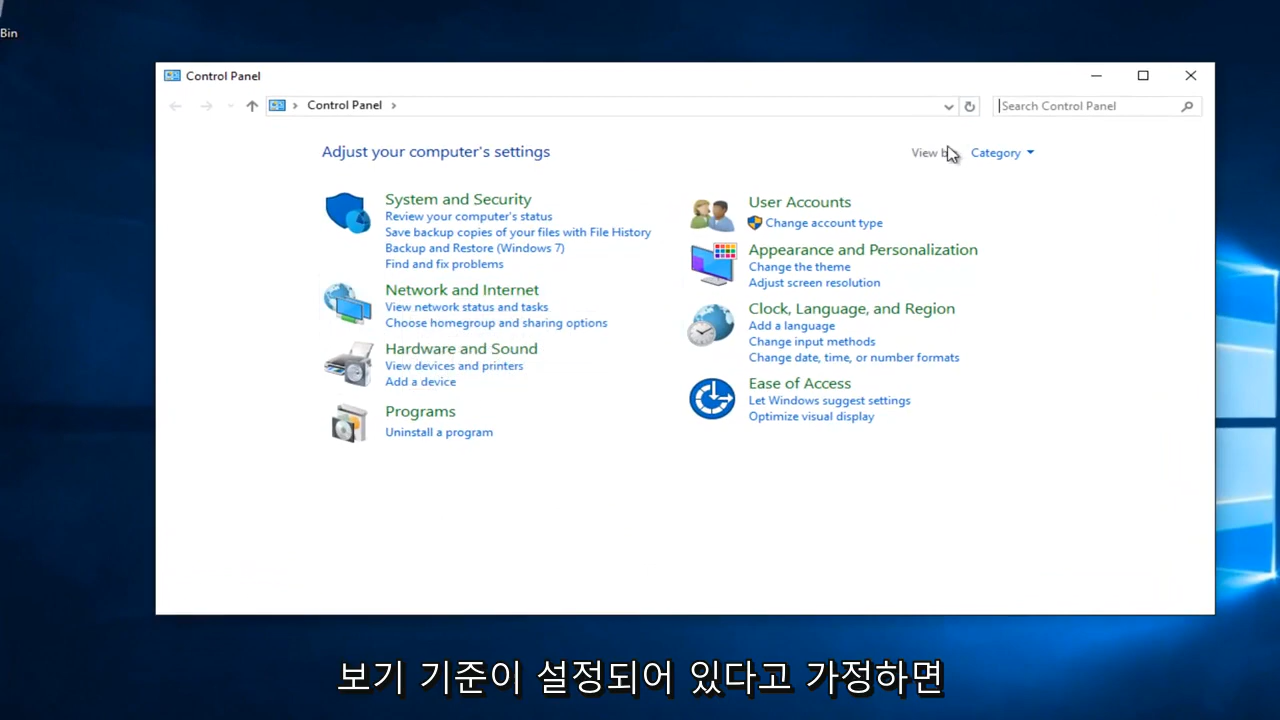 Bin
Control Panel
Control Panel
Search Control Panel
Adjust your computer's settings
View b
Category
System and Security
Review your computer's status
Save backup copies of your files with File History
Backup and Restore (Windows 7)
Find and fix problems
Network and Internet
View network status and tasks
Choose homegroup and sharing options
Hardware and Sound
View devices and printers
Add a device
Programs
Uninstall a program
User Accounts
Change account type
Appearance and Personalization
Change the theme
Adjust screen resolution
Clock, Language, and Region
Add a language
Change input methods
Change date, time, or number formats
Ease of Access
Let Windows suggest settings
Optimize visual display
보기 기준이 설정되어 있다고 가정하면